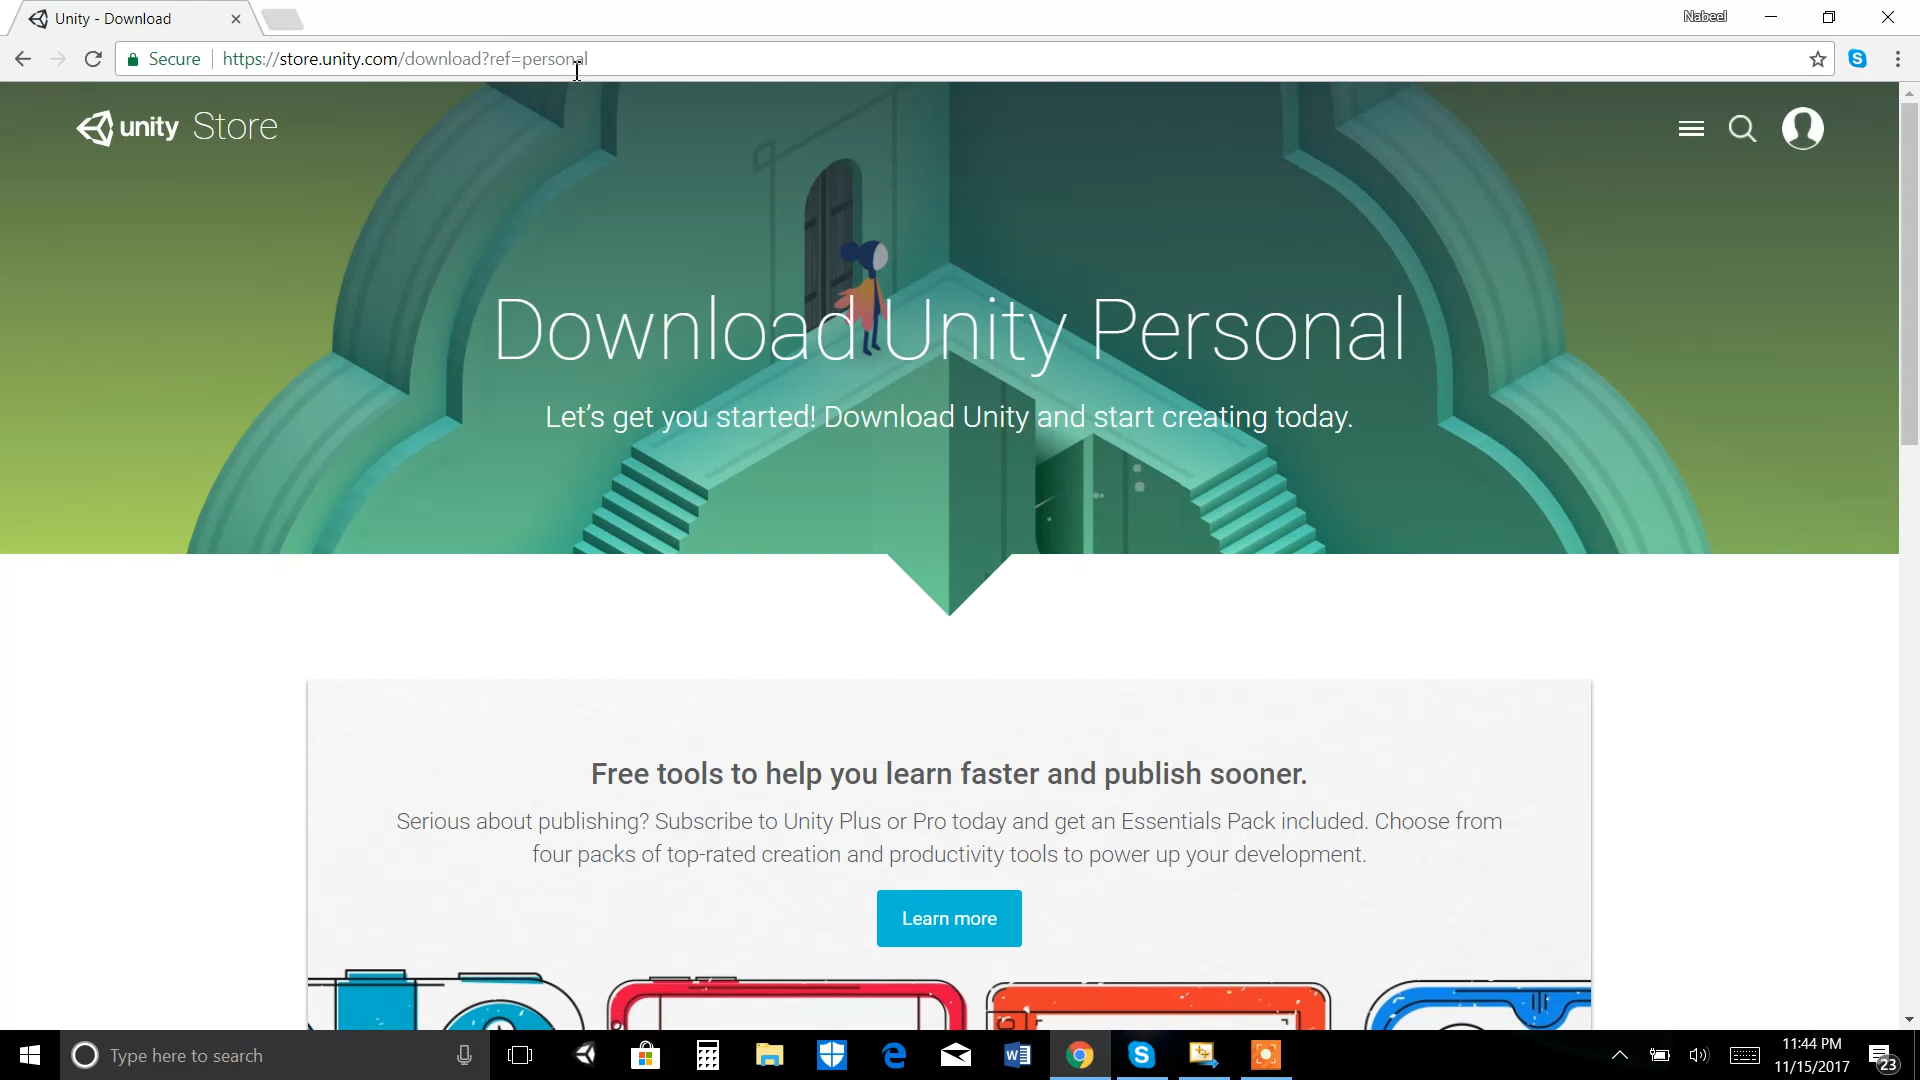 Unity - Download
Nabeel
Secure
https://store.unity.com/download?ref=personal
unity Store
Download Unity Personal
Let's get you started! Download Unity and start creating today.
Free tools to help you learn faster and publish sooner.
Serious about publishing? Subscribe to Unity Plus or Pro today and get an Essentials Pack included. Choose from
four packs of top-rated creation and productivity tools to power up your development.
Learn more
Type here to search
11:44 PM
11/15/2017
23